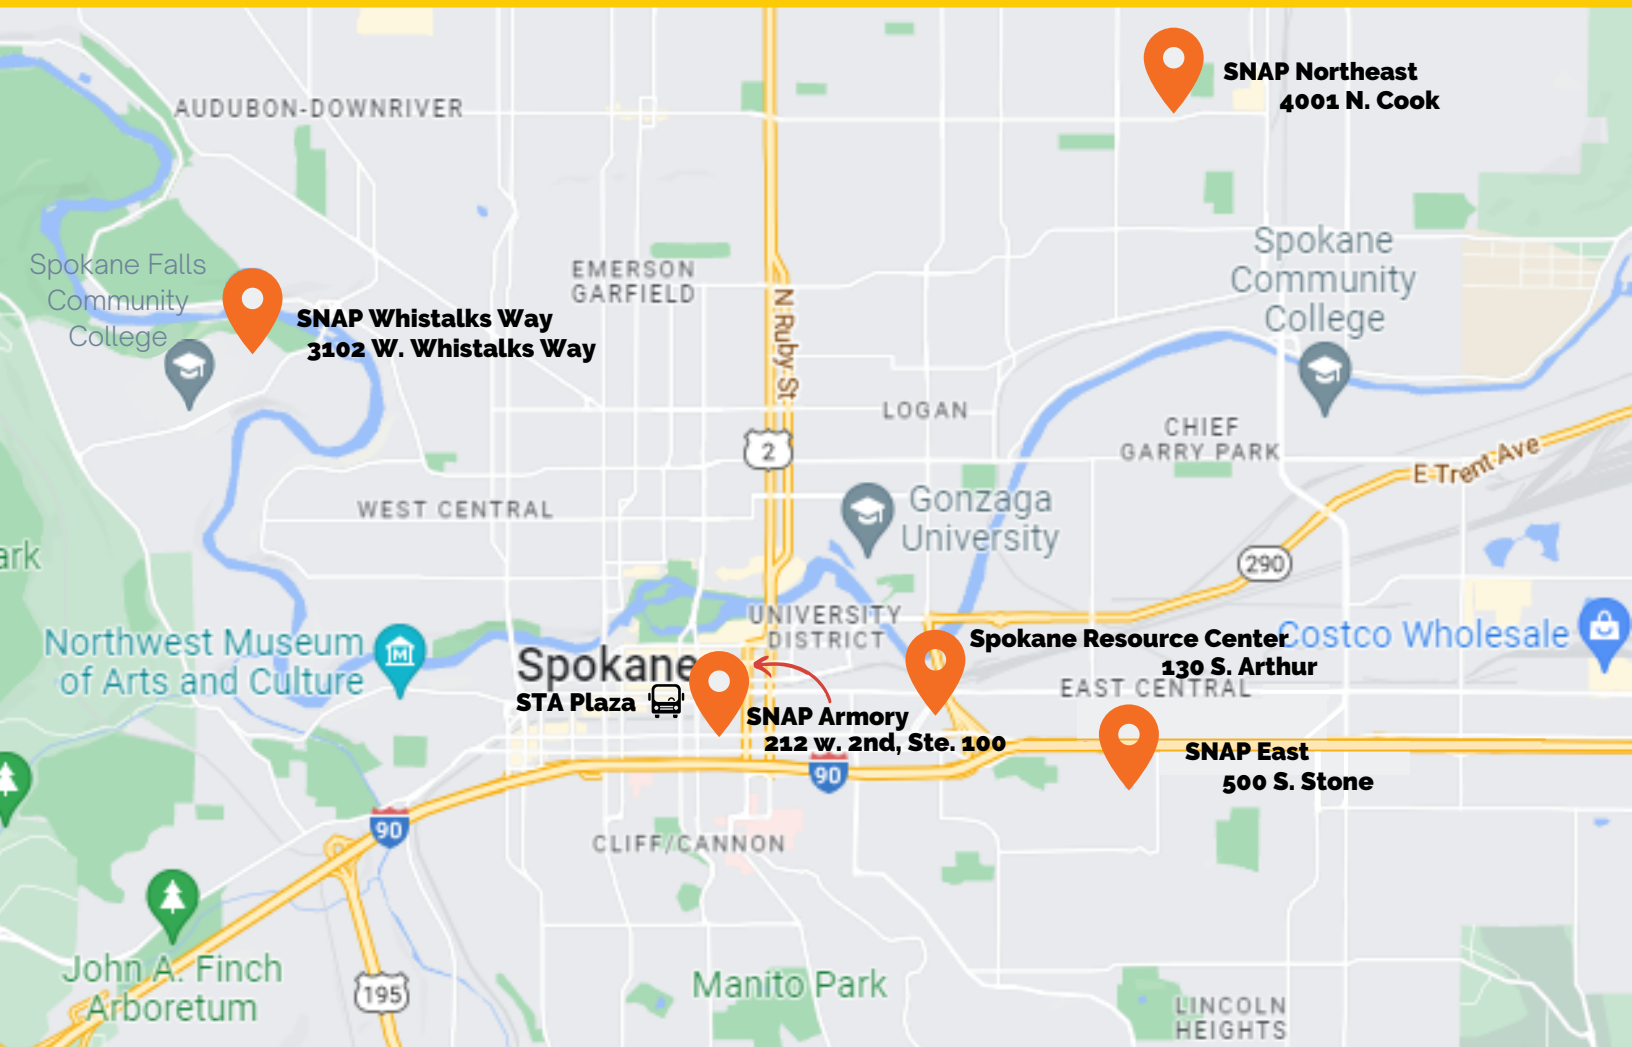 SNAP Northeast
4001 N. Cook
AUDUBON-DOWNRIVER
Spokane Falls
Community
College
SNAP Whistalks Way
3102 W. Whistalks Way
EMERSON
GARFIELD
N Ruby St
Spokane
Community
College
LOGAN
CHIEF
GARRY PARK
2
E Trent Ave
WEST CENTRAL
Gonzaga
University
ark
290
UNIVERSITY
DISTRICT
Northwest Museum
of Arts and Culture
Spokane
STA Plaza
Spokane Resource Center
130 S. Arthur
Costco Wholesale
EAST CENTRAL
SNAP Armory
212 w. 2nd, Ste. 100
SNAP East
500 S. Stone
90
90
CLIFF/CANNON
John A. Finch
Arboretum
195
Manito Park
LINCOLN
HEIGHTS